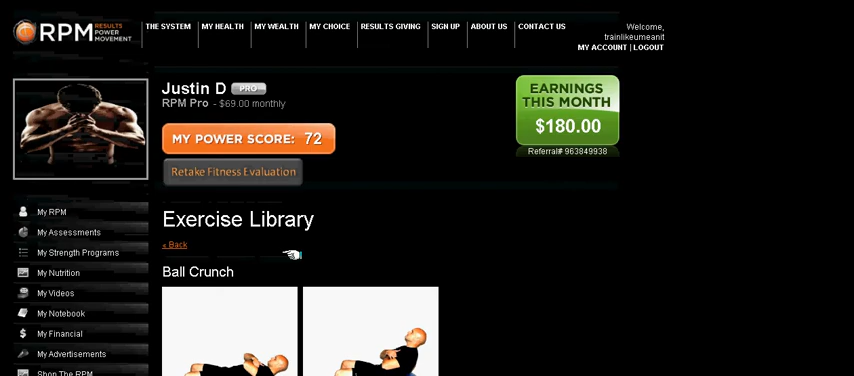 RPM RESULTS
POWER
MOVEMENT
THE SYSTEM
MY HEALTH
MY WEALTH
MY CHOICE
RESULTS GIVING
SIGN UP
ABOUT US
CONTACT US
Welcome,
trainlikeumeanit
MY ACCOUNT | LOGOUT
Justin D PRO
RPM Pro - $69.00 monthly
MY POWER SCORE: 72
Retake Fitness Evaluation
EARNINGS
THIS MONTH
$180.00
Referral# 963849938
My RPM
My Assessments
My Strength Programs
My Nutrition
My Videos
My Notebook
My Financial
My Advertisements
Shop The RPM
Exercise Library
< Back
Ball Crunch